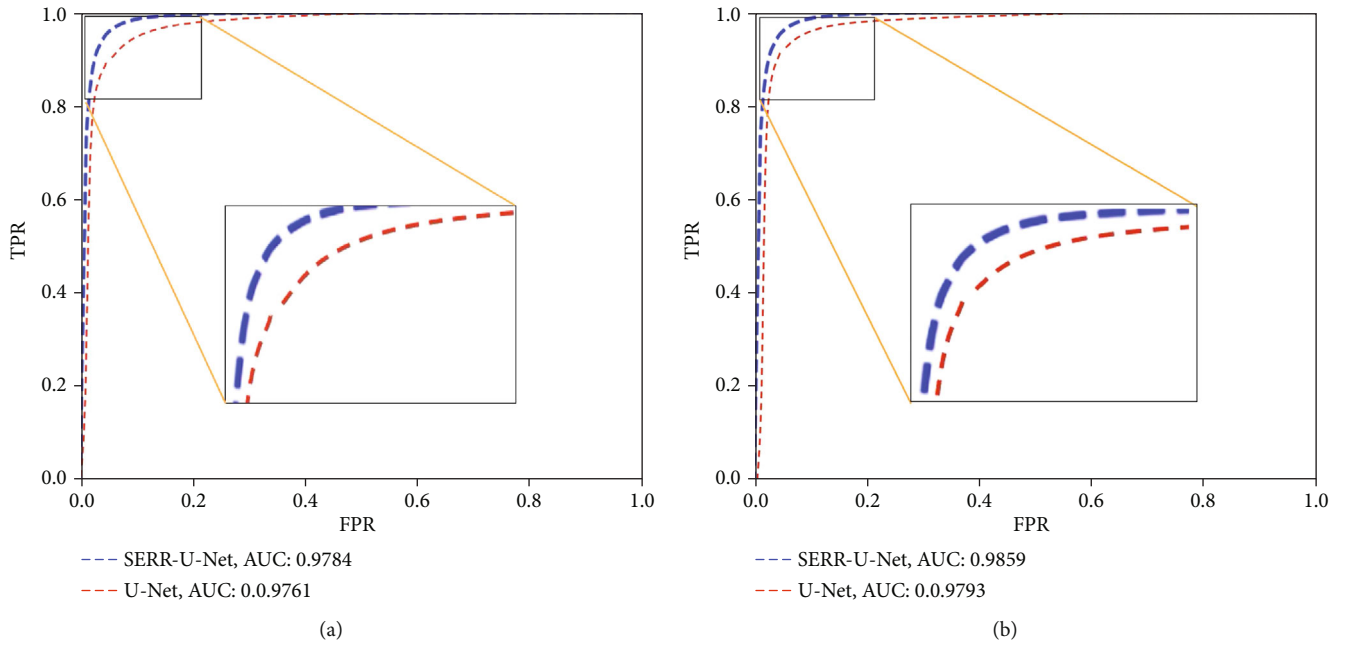 1.0
0.8
0.6
0.4
0.2
0.0
TPR
0.0 0.2 0.4 0.6 0.8 1.0
FPR
SERR-U-Net, AUC: 0.9784
U-Net, AUC: 0.0.9761
(a)
1.0
0.8
0.6
0.4
0.2
0.0
TPR
0.0 0.2 0.4 0.6 0.8 1.0
FPR
SERR-U-Net, AUC: 0.9859
U-Net, AUC: 0.0.9793
(b)